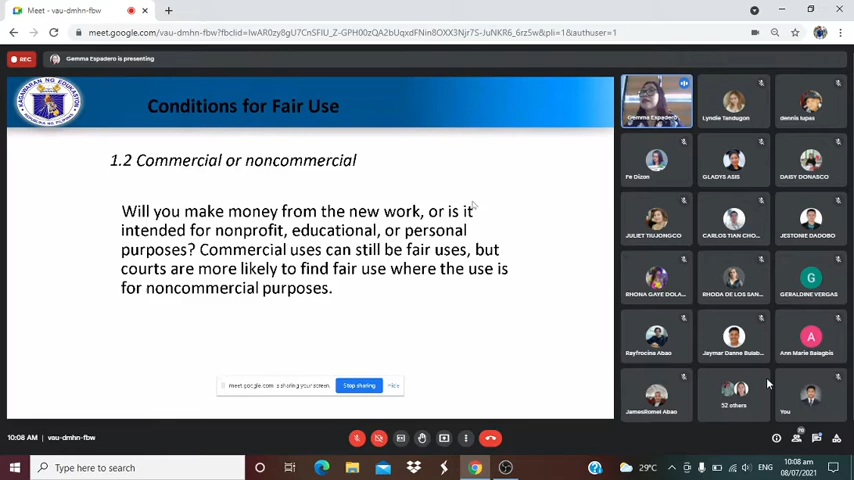 Meet - vau-dmhn-fbw
meet.google.com/vau-dmhn-fbw?fbclid=IwAR0zy8gU7CnSFIU_Z-GPH00zQA2bUqxdFNin8OXX3Njr7S-JuNKR6_6rz5w&pli=1&authuser=1
REC
Gemma Espadero is presenting
Conditions for Fair Use
1.2 Commercial or noncommercial
Will you make money from the new work, or is it
intended for nonprofit, educational, or personal
purposes? Commercial uses can still be fair uses, but
courts are more likely to find fair use where the use is
for noncommercial purposes.
meet.google.com is sharing your screen.
Stop sharing
Hide
Gemma Espadero
Lyndie Tandugon
dennis lupas
Fe Dizon
GLADYS ASIS
DAISY DONASCO
JULIET TIUJONGCO
CARLOS TIAN CHO...
JESTONIE DADOBO
RHONA GAYE DOLA...
RHODA DE LOS SAN...
G
GERALDINE VERGAS
Rayfrocina Abao
Jaymar Danne Bulab...
A
Ann Marie Balagbis
JamesRomel Abao
52 others
You
10:08 AM | vau-dmhn-fbw
Type here to search
29°C
ENG
10:08 am
08/07/2021